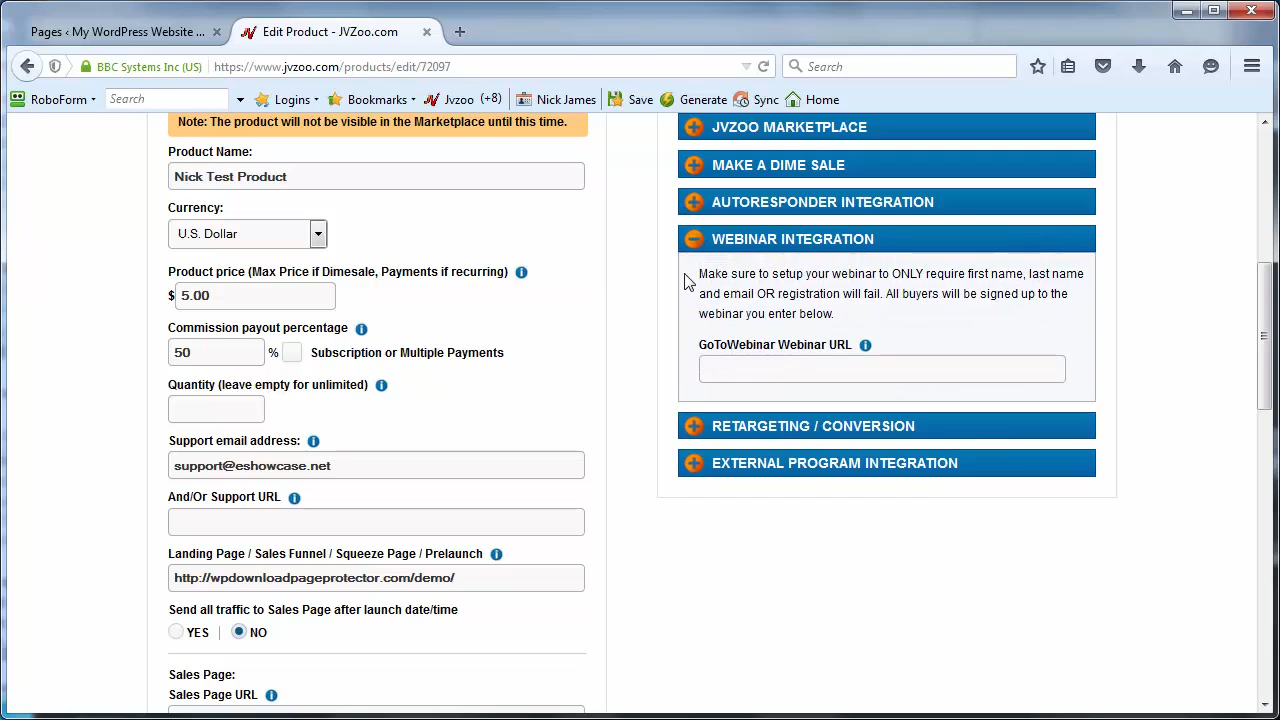 Pages ‹ My WordPress Website ...
Edit Product - JVZoo.com
BBC Systems Inc (US)
https://www.jvzoo.com/products/edit/72097
Search
RoboForm
Search
Logins
Bookmarks
Jvzoo (+8)
Nick James
Save
Generate
Sync
Home
Note: The product will not be visible in the Marketplace until this time.
Product Name:
Nick Test Product
Currency:
U.S. Dollar
Product price (Max Price if Dimesale, Payments if recurring)
$ 5.00
Commission payout percentage
50 % Subscription or Multiple Payments
Quantity (leave empty for unlimited)
Support email address:
support@eshowcase.net
And/Or Support URL
Landing Page / Sales Funnel / Squeeze Page / Prelaunch
http://wpdownloadpageprotector.com/demo/
Send all traffic to Sales Page after launch date/time
YES | NO
Sales Page:
Sales Page URL
JVZOO MARKETPLACE
MAKE A DIME SALE
AUTORESPONDER INTEGRATION
WEBINAR INTEGRATION
Make sure to setup your webinar to ONLY require first name, last name
and email OR registration will fail. All buyers will be signed up to the
webinar you enter below.
GoToWebinar Webinar URL
RETARGETING / CONVERSION
EXTERNAL PROGRAM INTEGRATION